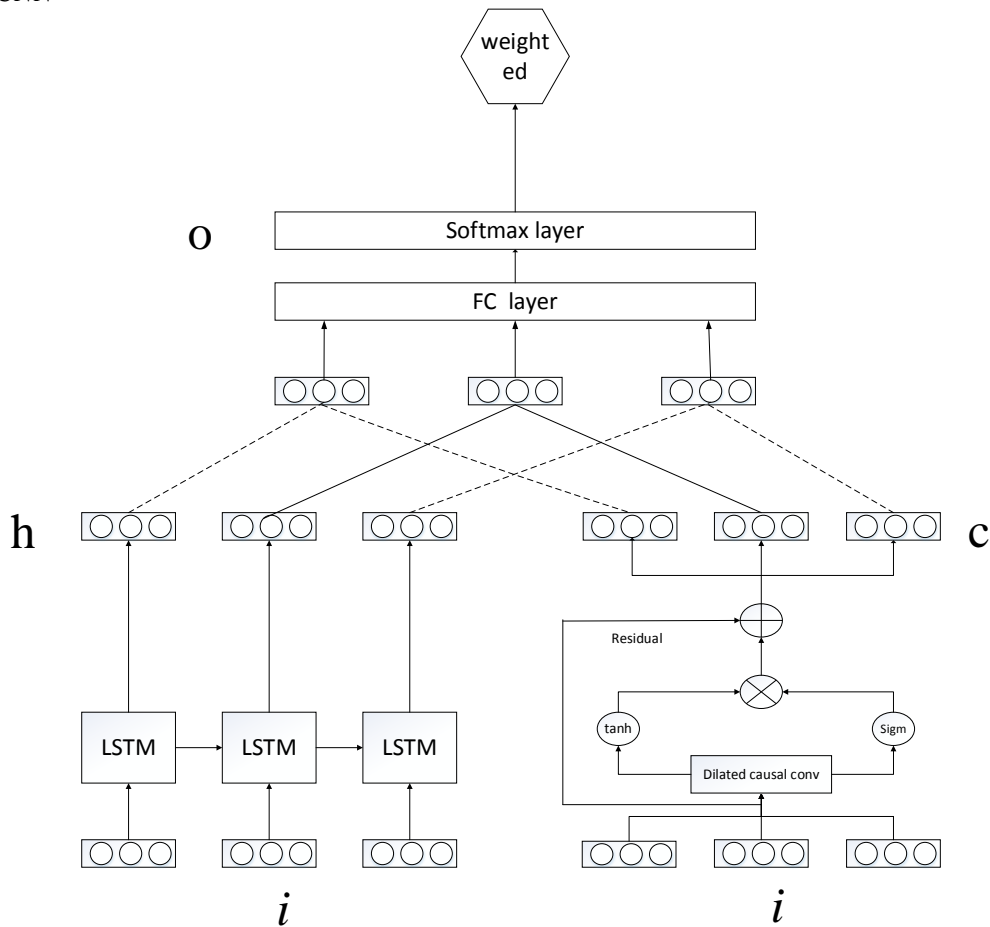 weight
ed
o
Softmax layer
FC layer
h
c
Residual
tanh
Sigm
LSTM
LSTM
LSTM
Dilated causal conv
i
i